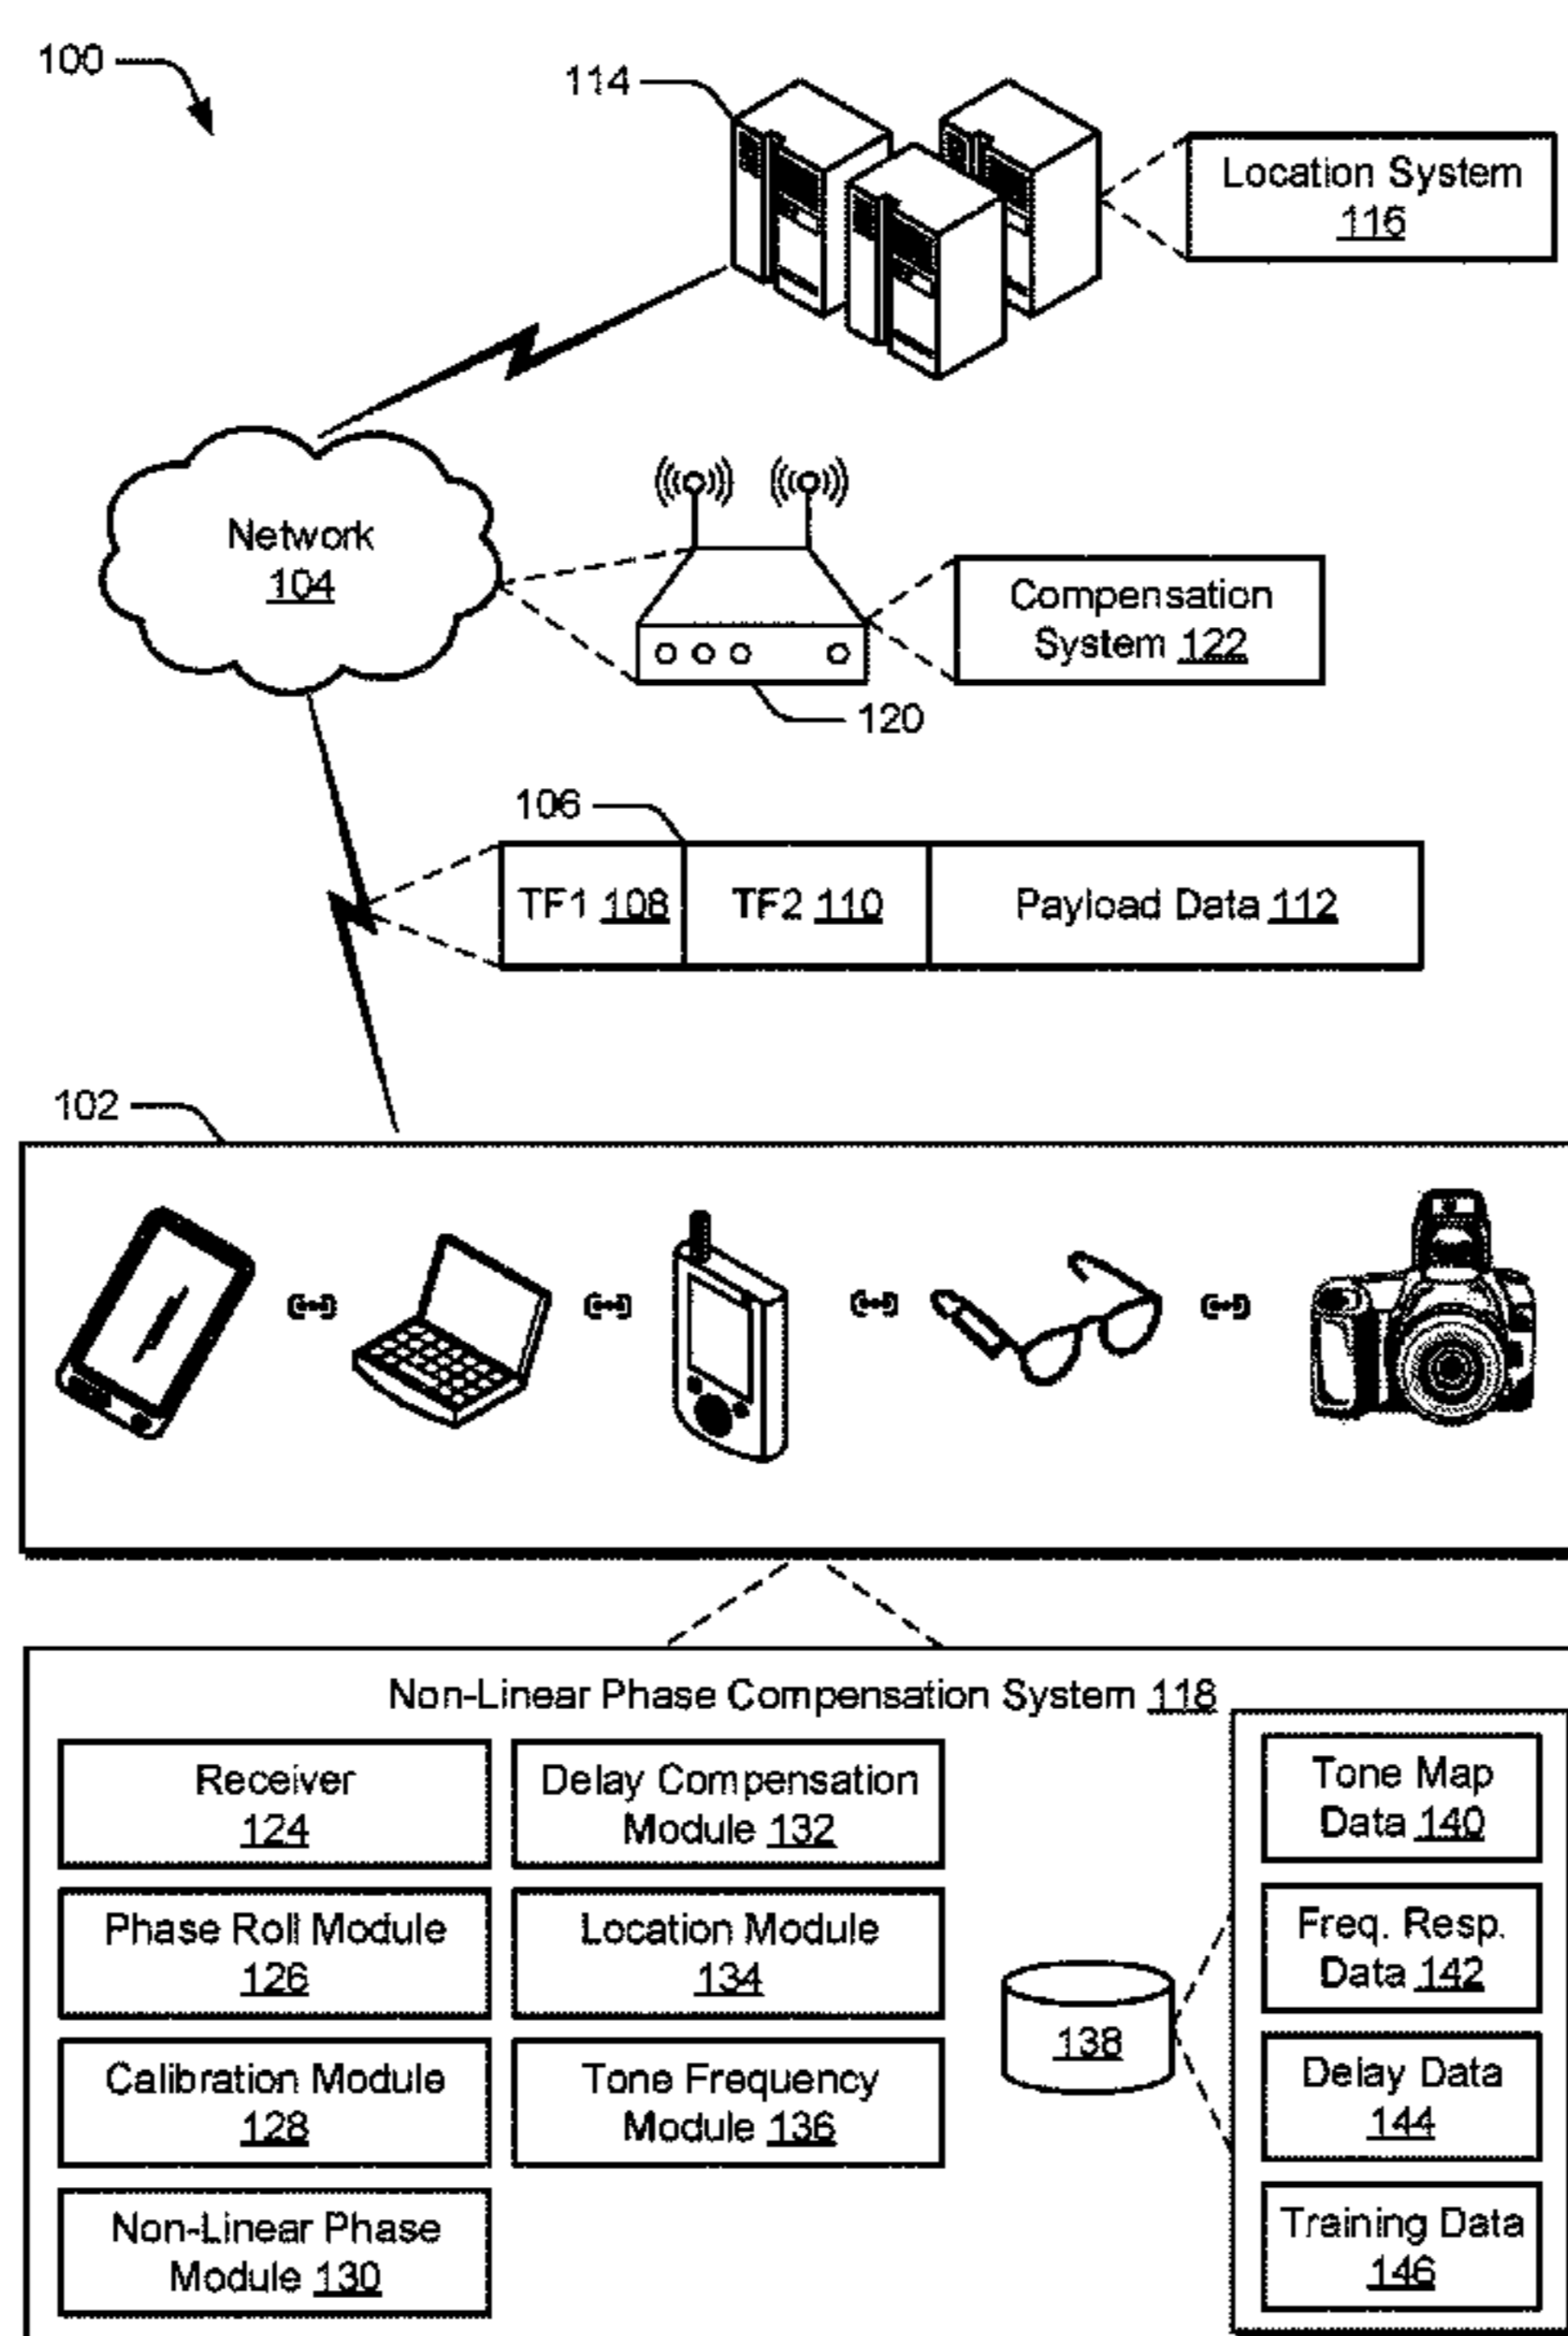 100
114
Location System
116
Network
104
Compensation
System 122
120
106
TF1 108
TF2 110
Payload Data 112
102
Non-Linear Phase Compensation System 118
Receiver
124
Delay Compensation
Module 132
Phase Roll Module
126
Location Module
134
Calibration Module
128
Tone Frequency
Module 136
Non-Linear Phase
Module 130
138
Tone Map
Data 140
Freq. Resp.
Data 142
Delay Data
144
Training Data
146